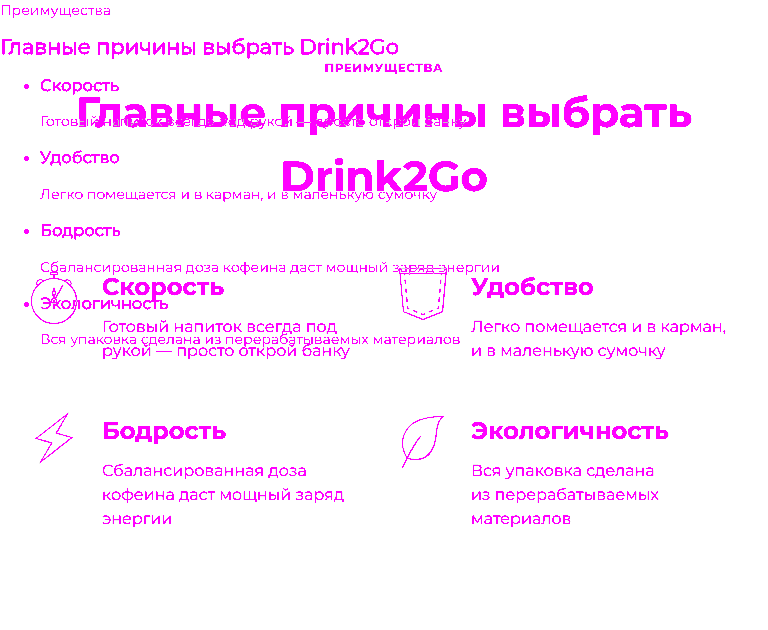 Преимущества
Главные причины выбрать Drink2Go
ПРЕИМУЩЕСТВА
Скорость
Главные причины выбрать
Готовый напиток всегда под рукой — просто открой банку
Удобство
Drink2Go
Легко помещается и в карман, и в маленькую сумочку
Бодрость
Сбалансированная доза кофеина даст мощный заряд энергии
Скорость
Удобство
Экологичность
Готовый напиток всегда под
Легко помещается и в карман,
Вся упаковка сделана из перерабатываемых материалов
рукой — просто открой банку
и в маленькую сумочку
Бодрость
Экологичность
Сбалансированная доза
Вся упаковка сделана
кофеина даст мощный заряд
из перерабатываемых
энергии
материалов